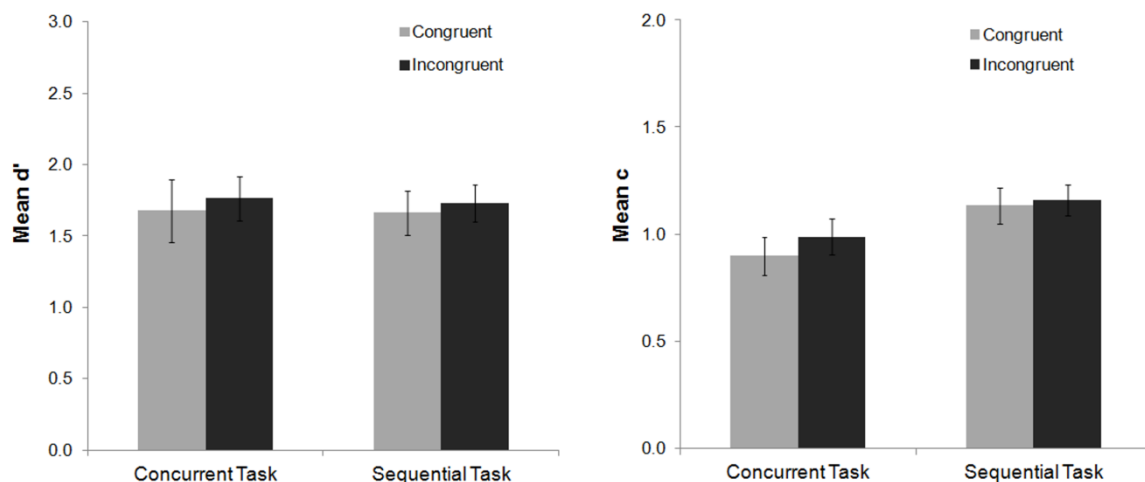 3.0
2.5
2.0
1.5
1.0
0.5
0.0
Mean d'
Congruent
Incongruent
Concurrent Task
Sequential Task
2.0
1.5
1.0
0.5
0.0
Mean c
Congruent
Incongruent
Concurrent Task
Sequential Task